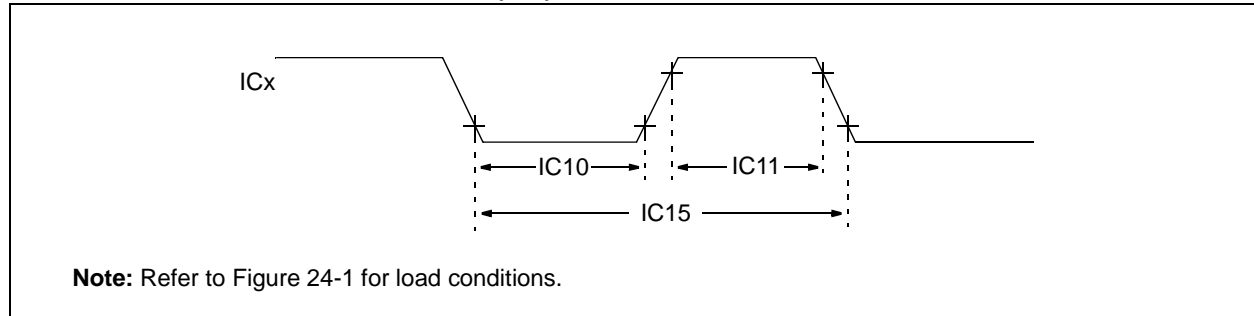 ICx
IC10
IC11
IC15
Note: Refer to Figure 24-1 for load conditions.